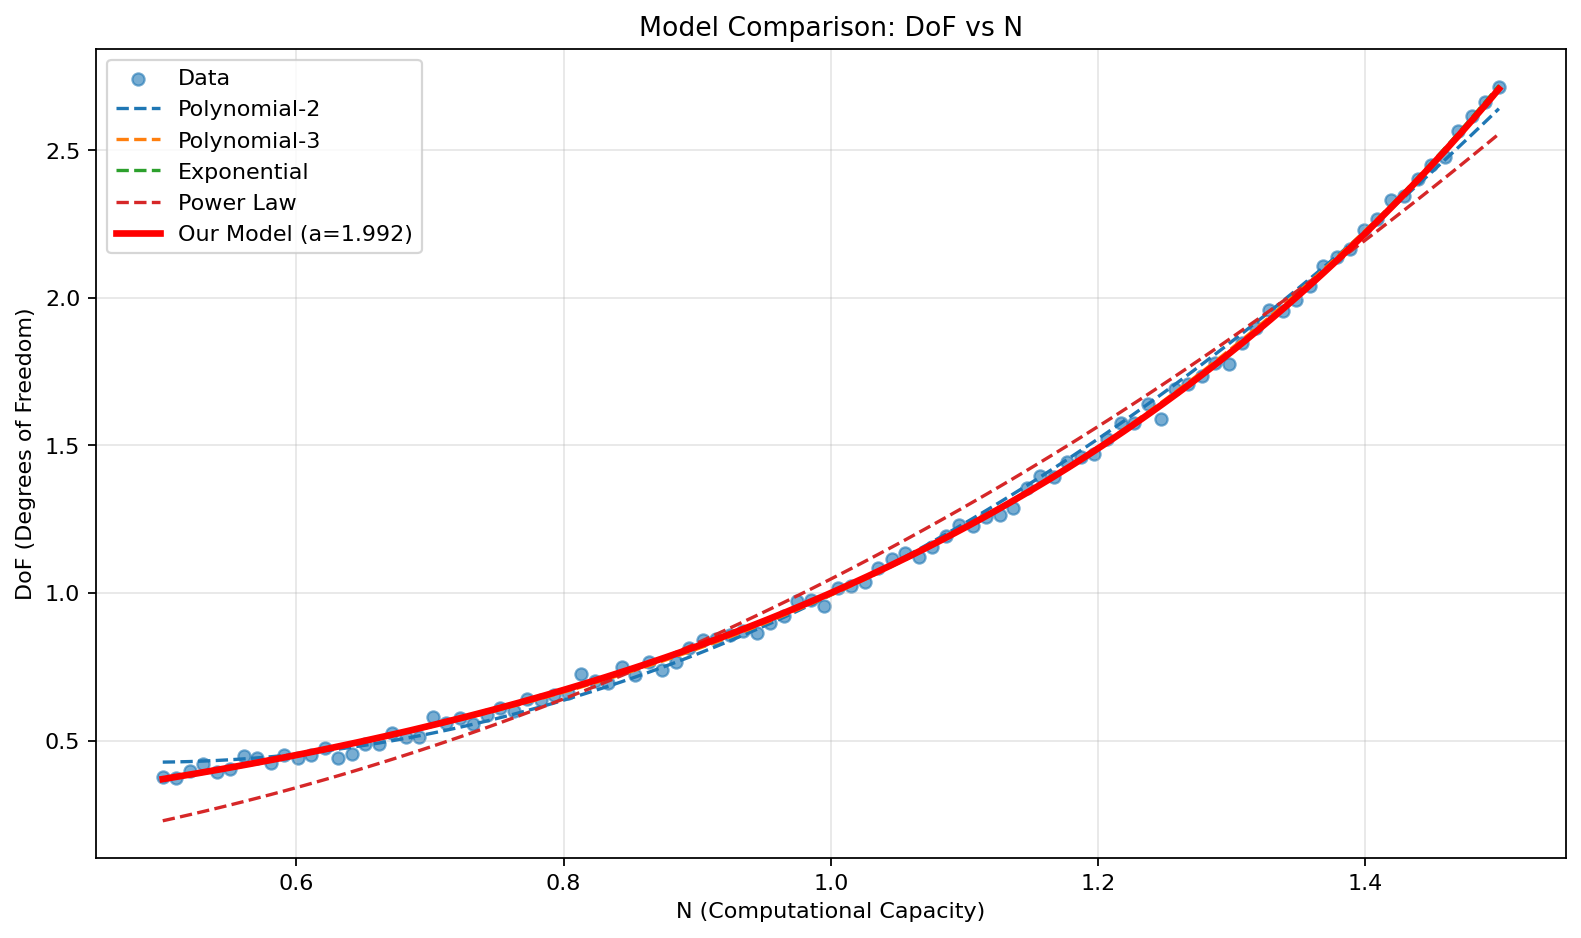 Model Comparison: DoF vs N
Data
Polynomial-2
Polynomial-3
Exponential
Power Law
Our Model (a=1.992)
DoF (Degrees of Freedom)
2.5
2.0
1.5
1.0
0.5
0.6 0.8 1.0 1.2 1.4
N (Computational Capacity)